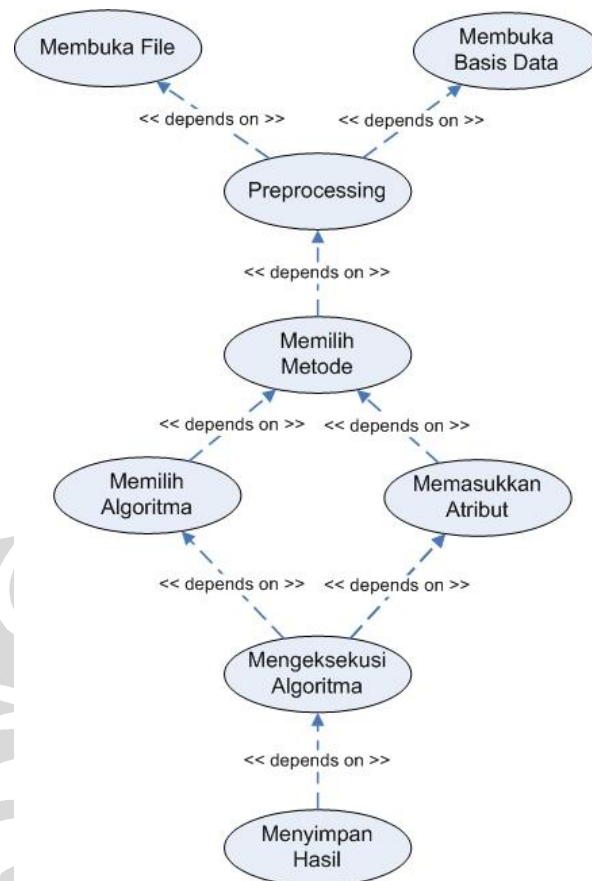 Membuka File
Membuka
Basis Data
<< depends on >>
<< depends on >>
Preprocessing
<< depends on >>
Memilih
Metode
<< depends on >>
<< depends on >>
Memilih
Algoritma
Memasukkan
Atribut
<< depends on >>
<< depends on >>
Mengeksekusi
Algoritma
<< depends on >>
Menyimpan
Hasil